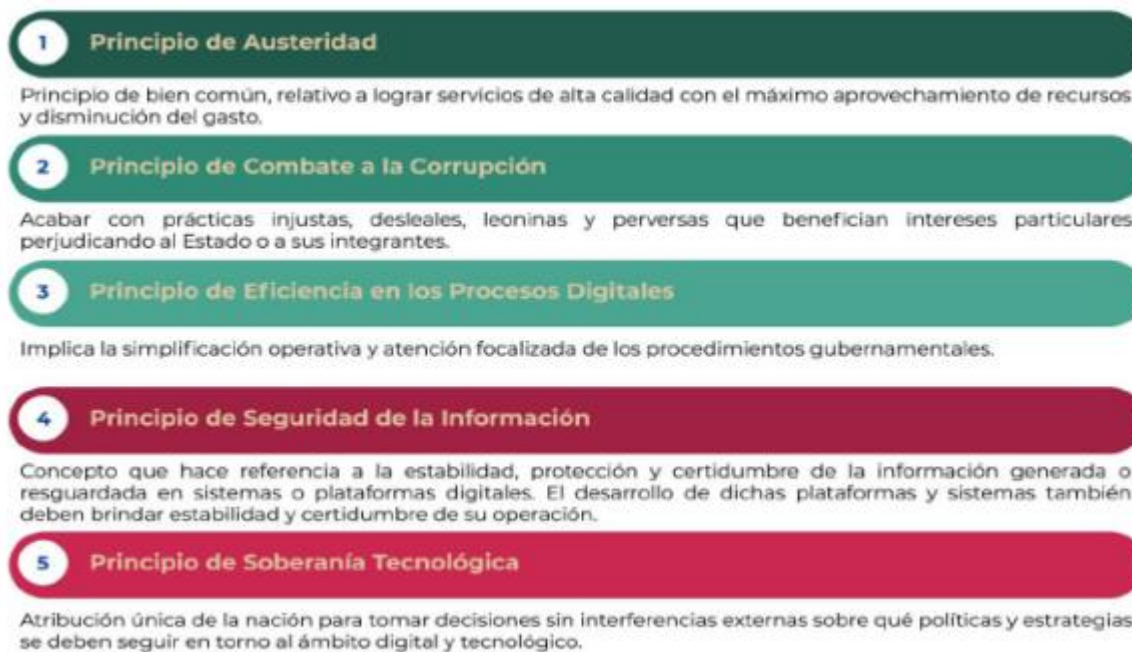 1 Principio de Austeridad
Principio de bien común, relativo a lograr servicios de alta calidad con el máximo aprovechamiento de recursos
y disminución del gasto.
2 Principio de Combate a la Corrupción
Acabar con prácticas injustas, desleales, leoninas y perversas que benefician intereses particulares
perjudicando al Estado o a sus integrantes.
3 Principio de Eficiencia en los Procesos Digitales
Implica la simplificación operativa y atención focalizada de los procedimientos gubernamentales.
4 Principio de Seguridad de la Información
Concepto que hace referencia a la estabilidad, protección y certidumbre de la información generada o
resguardada en sistemas o plataformas digitales. El desarrollo de dichas plataformas y sistemas también
deben brindar estabilidad y certidumbre de su operación.
5 Principio de Soberanía Tecnológica
Atribución única de la nación para tomar decisiones sin interferencias externas sobre qué políticas y estrategias
se deben seguir en torno al ámbito digital y tecnológico.